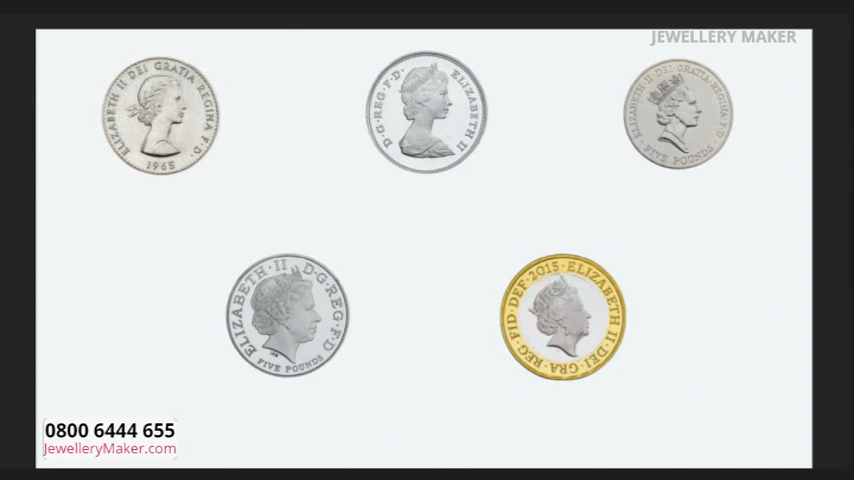 JEWELLERY MAKER
ELIZABETH II DEI GRATIA REGINA F.D.
1965
D·G·REG·F·D· ELIZABETH II
ELIZABETH·II·DEI·GRATIA·REGINA·F·D
·FIVE POUNDS·
ELIZABETH·II D·G·REG·F·D
FIVE POUNDS
ELIZABETH II·DEI·GRA·REG·FID·DEF·2015·
0800 6444 655
JewelleryMaker.com